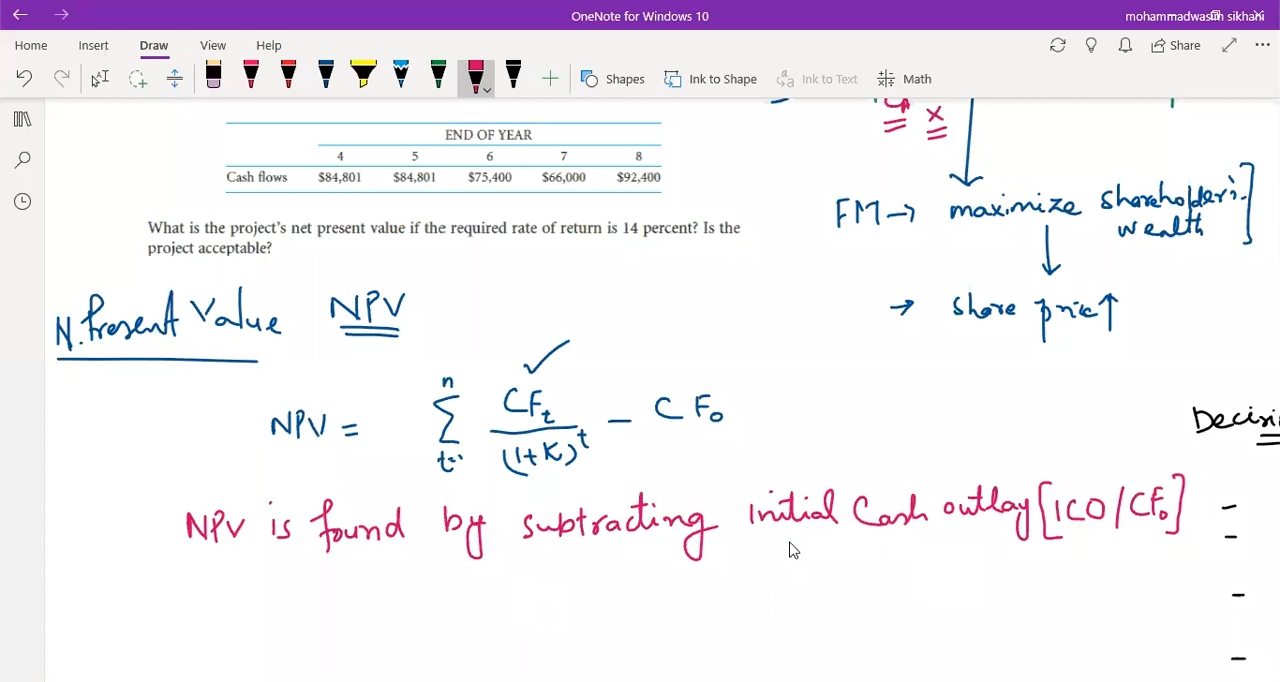 OneNote for Windows 10
Home Insert Draw View Help
Share
Shapes Ink to Shape Ink to Text Math
END OF YEAR
4 5 6 7 8
Cash flows $84,801 $84,801 $75,400 $66,000 $92,400
What is the project's net present value if the required rate of return is 14 percent? Is the
project acceptable?
FM → maximize shareholder's
wealth
→ share price ↑
N. Present Value NPV
NPV = n ∑ t=1 CFt / (1+K)^t − CF0
NPV is found by subtracting initial Cash outlay [ICO/CF0]